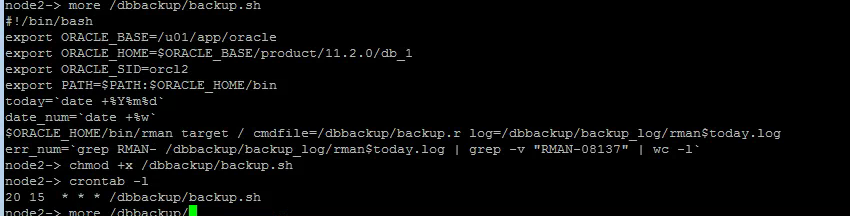 node2-> more /dbbackup/backup.sh
#!/bin/bash
export ORACLE_BASE=/u01/app/oracle
export ORACLE_HOME=$ORACLE_BASE/product/11.2.0/db_1
export ORACLE_SID=orcl2
export PATH=$PATH:$ORACLE_HOME/bin
today=`date +%Y%m%d`
date_num=`date +%w`
$ORACLE_HOME/bin/rman target / cmdfile=/dbbackup/backup.r log=/dbbackup/backup_log/rman$today.log
err_num=`grep RMAN- /dbbackup/backup_log/rman$today.log | grep -v "RMAN-08137" | wc -l`
node2-> chmod +x /dbbackup/backup.sh
node2-> crontab -l
20 15  * * * /dbbackup/backup.sh
node2-> more /dbbackup/